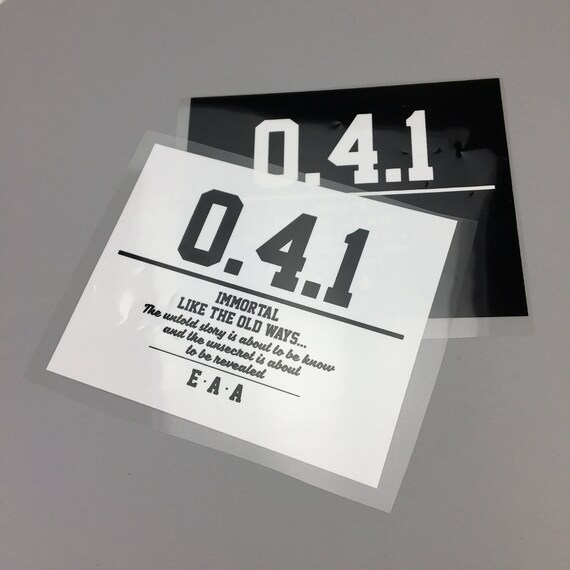 0.4.1
0.4.1
IMMORTAL
LIKE THE OLD WAYS...
The untold story is about to be know
and the unsecret is about
to be revealed
E·A·A